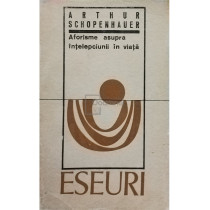 ARTHUR
SCHOPENHAUER
Aforisme asupra
înțelepciunii în viață
ESEURI